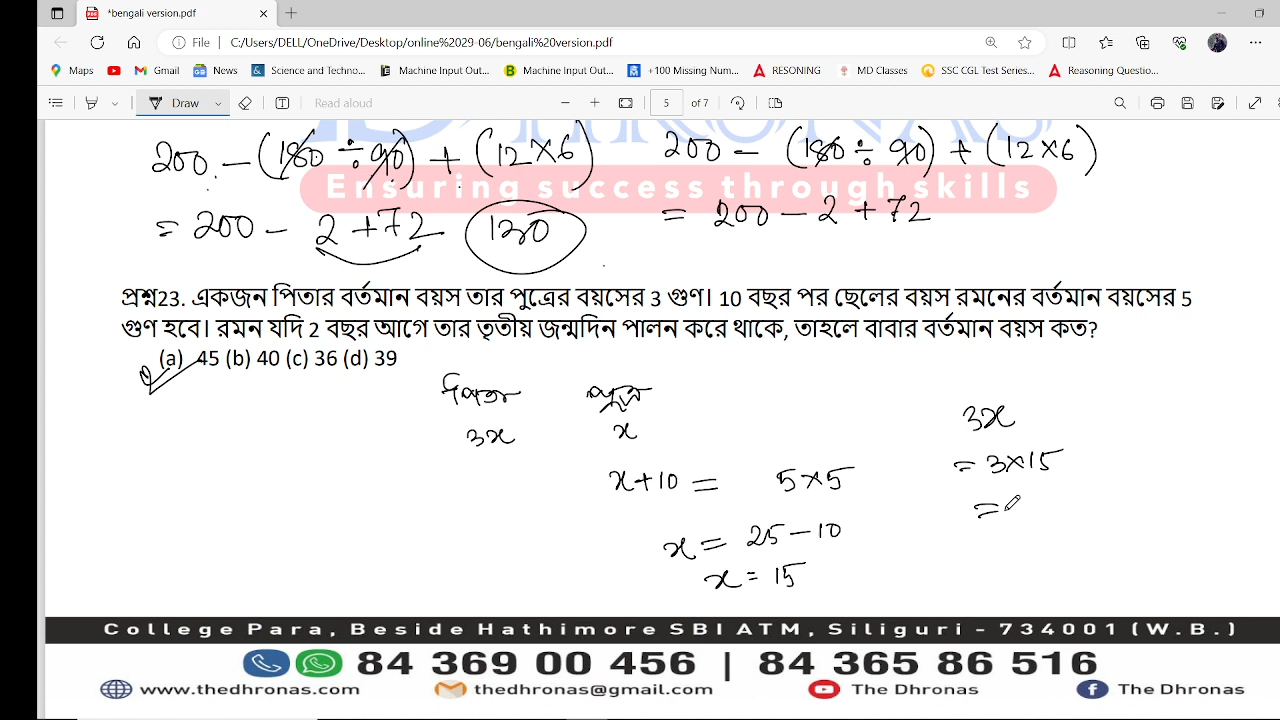 *bengali version.pdf
File | C:/Users/DELL/OneDrive/Desktop/online%2029-06/bengali%20version.pdf
Maps Gmail News Science and Techno... Machine Input Out... Machine Input Out... +100 Missing Num... RESONING MD Classes SSC CGL Test Series... Reasoning Questio...
Draw Read aloud 5 of 7
DHRONAS
Ensuring success through skills
200 - (180 ÷ 90) + (12×6) 200 - (180 ÷ 90) + (12×6)
= 200 - 2 + 72 130 = 200 - 2 + 72
প্রশ্ন23. একজন পিতার বর্তমান বয়স তার পুত্রের বয়সের 3 গুণ। 10 বছর পর ছেলের বয়স রমনের বর্তমান বয়সের 5
গুণ হবে। রমন যদি 2 বছর আগে তার তৃতীয় জন্মদিন পালন করে থাকে, তাহলে বাবার বর্তমান বয়স কত?
(a) 45 (b) 40 (c) 36 (d) 39
পিতা পুত্র
3x x 3x
x+10 = 5×5 = 3×15
x = 25-10 =
x = 15
College Para, Beside Hathimore SBI ATM, Siliguri - 734001 (W.B.)
84 369 00 456 | 84 365 86 516
www.thedhronas.com thedhronas@gmail.com The Dhronas The Dhronas